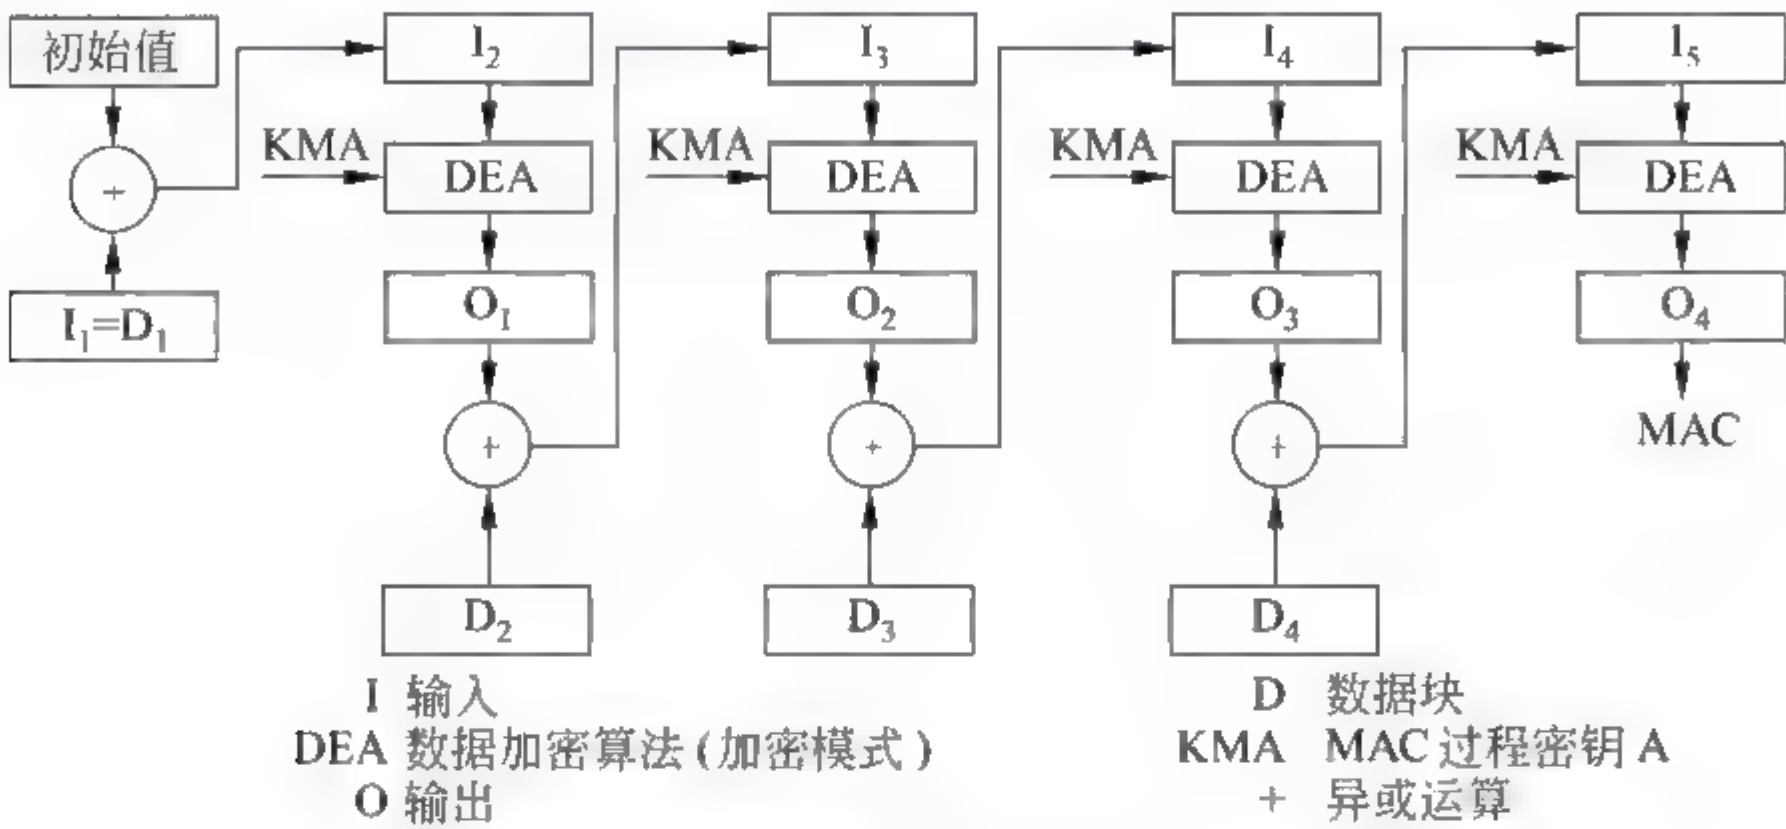 初始值
I₂
I₃
I₄
I₅
KMA
DEA
KMA
DEA
KMA
DEA
KMA
DEA
+
I₁=D₁
O₁
O₂
O₃
O₄
+
+
+
MAC
D₂
D₃
D₄
I 输入
D 数据块
DEA 数据加密算法(加密模式)
KMA MAC过程密钥A
O 输出
+ 异或运算